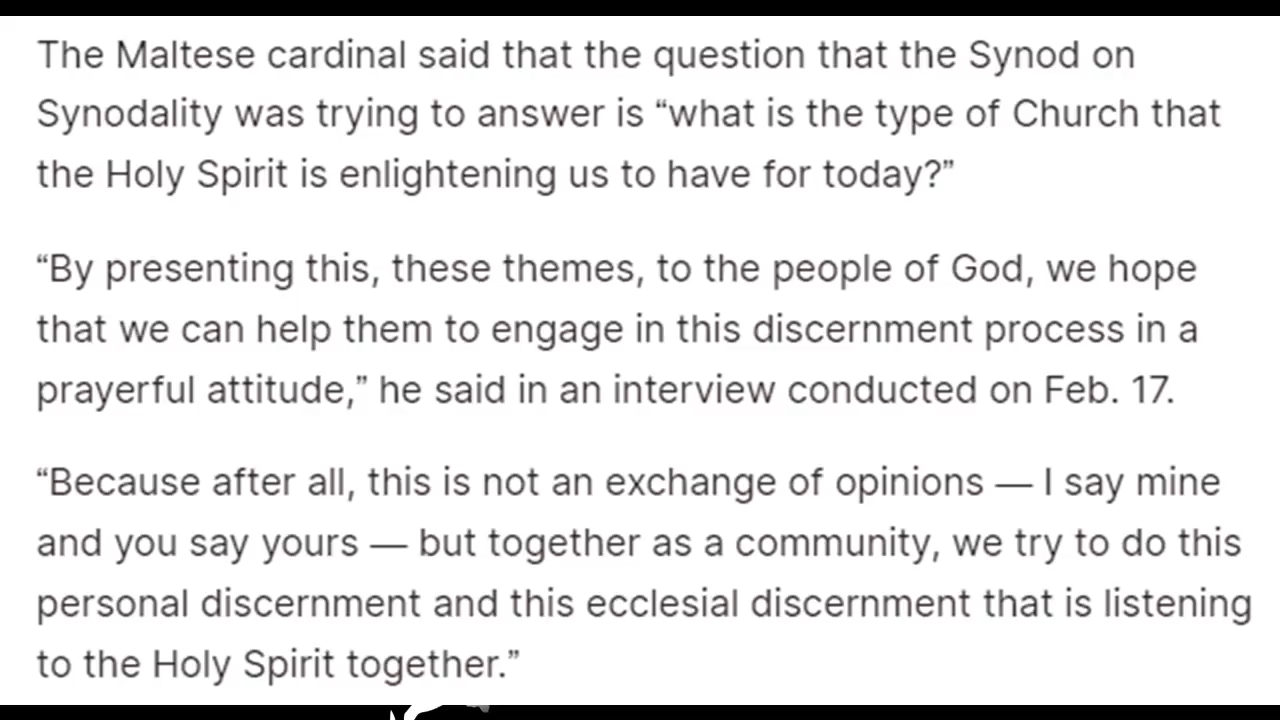 The Maltese cardinal said that the question that the Synod on
Synodality was trying to answer is “what is the type of Church that
the Holy Spirit is enlightening us to have for today?”
“By presenting this, these themes, to the people of God, we hope
that we can help them to engage in this discernment process in a
prayerful attitude,” he said in an interview conducted on Feb. 17.
“Because after all, this is not an exchange of opinions — I say mine
and you say yours — but together as a community, we try to do this
personal discernment and this ecclesial discernment that is listening
to the Holy Spirit together.”